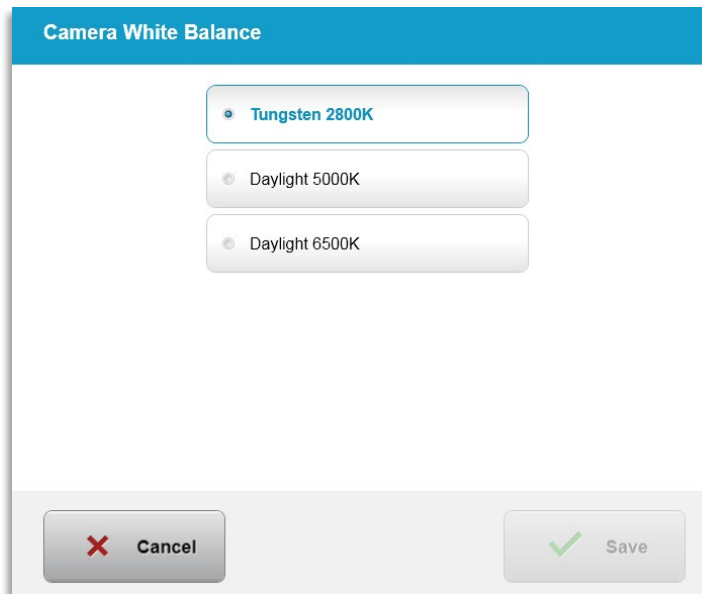 Camera White Balance
Tungsten 2800K
Daylight 5000K
Daylight 6500K
Cancel
Save